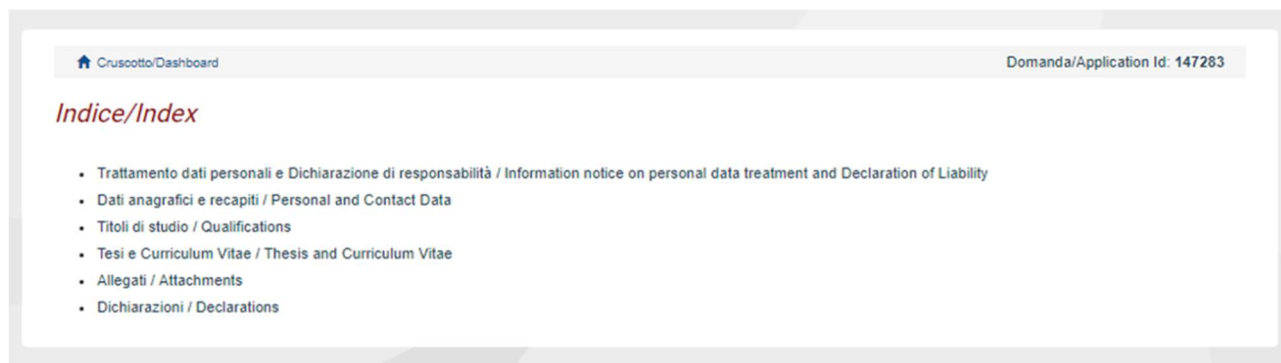 Cruscotto/Dashboard Domanda/Application Id: 147283
Indice/Index
Trattamento dati personali e Dichiarazione di responsabilità / Information notice on personal data treatment and Declaration of Liability
Dati anagrafici e recapiti / Personal and Contact Data
Titoli di studio / Qualifications
Tesi e Curriculum Vitae / Thesis and Curriculum Vitae
Allegati / Attachments
Dichiarazioni / Declarations